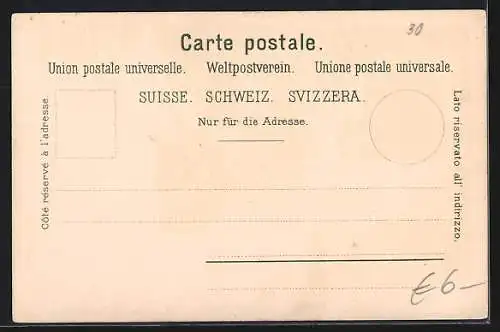 30
Carte postale.
Union postale universelle. Weltpostverein. Unione postale universale.
SUISSE. SCHWEIZ. SVIZZERA.
Nur für die Adresse.
Côté réservé à l'adresse.
Lato riservato all' indirizzo.
€6-